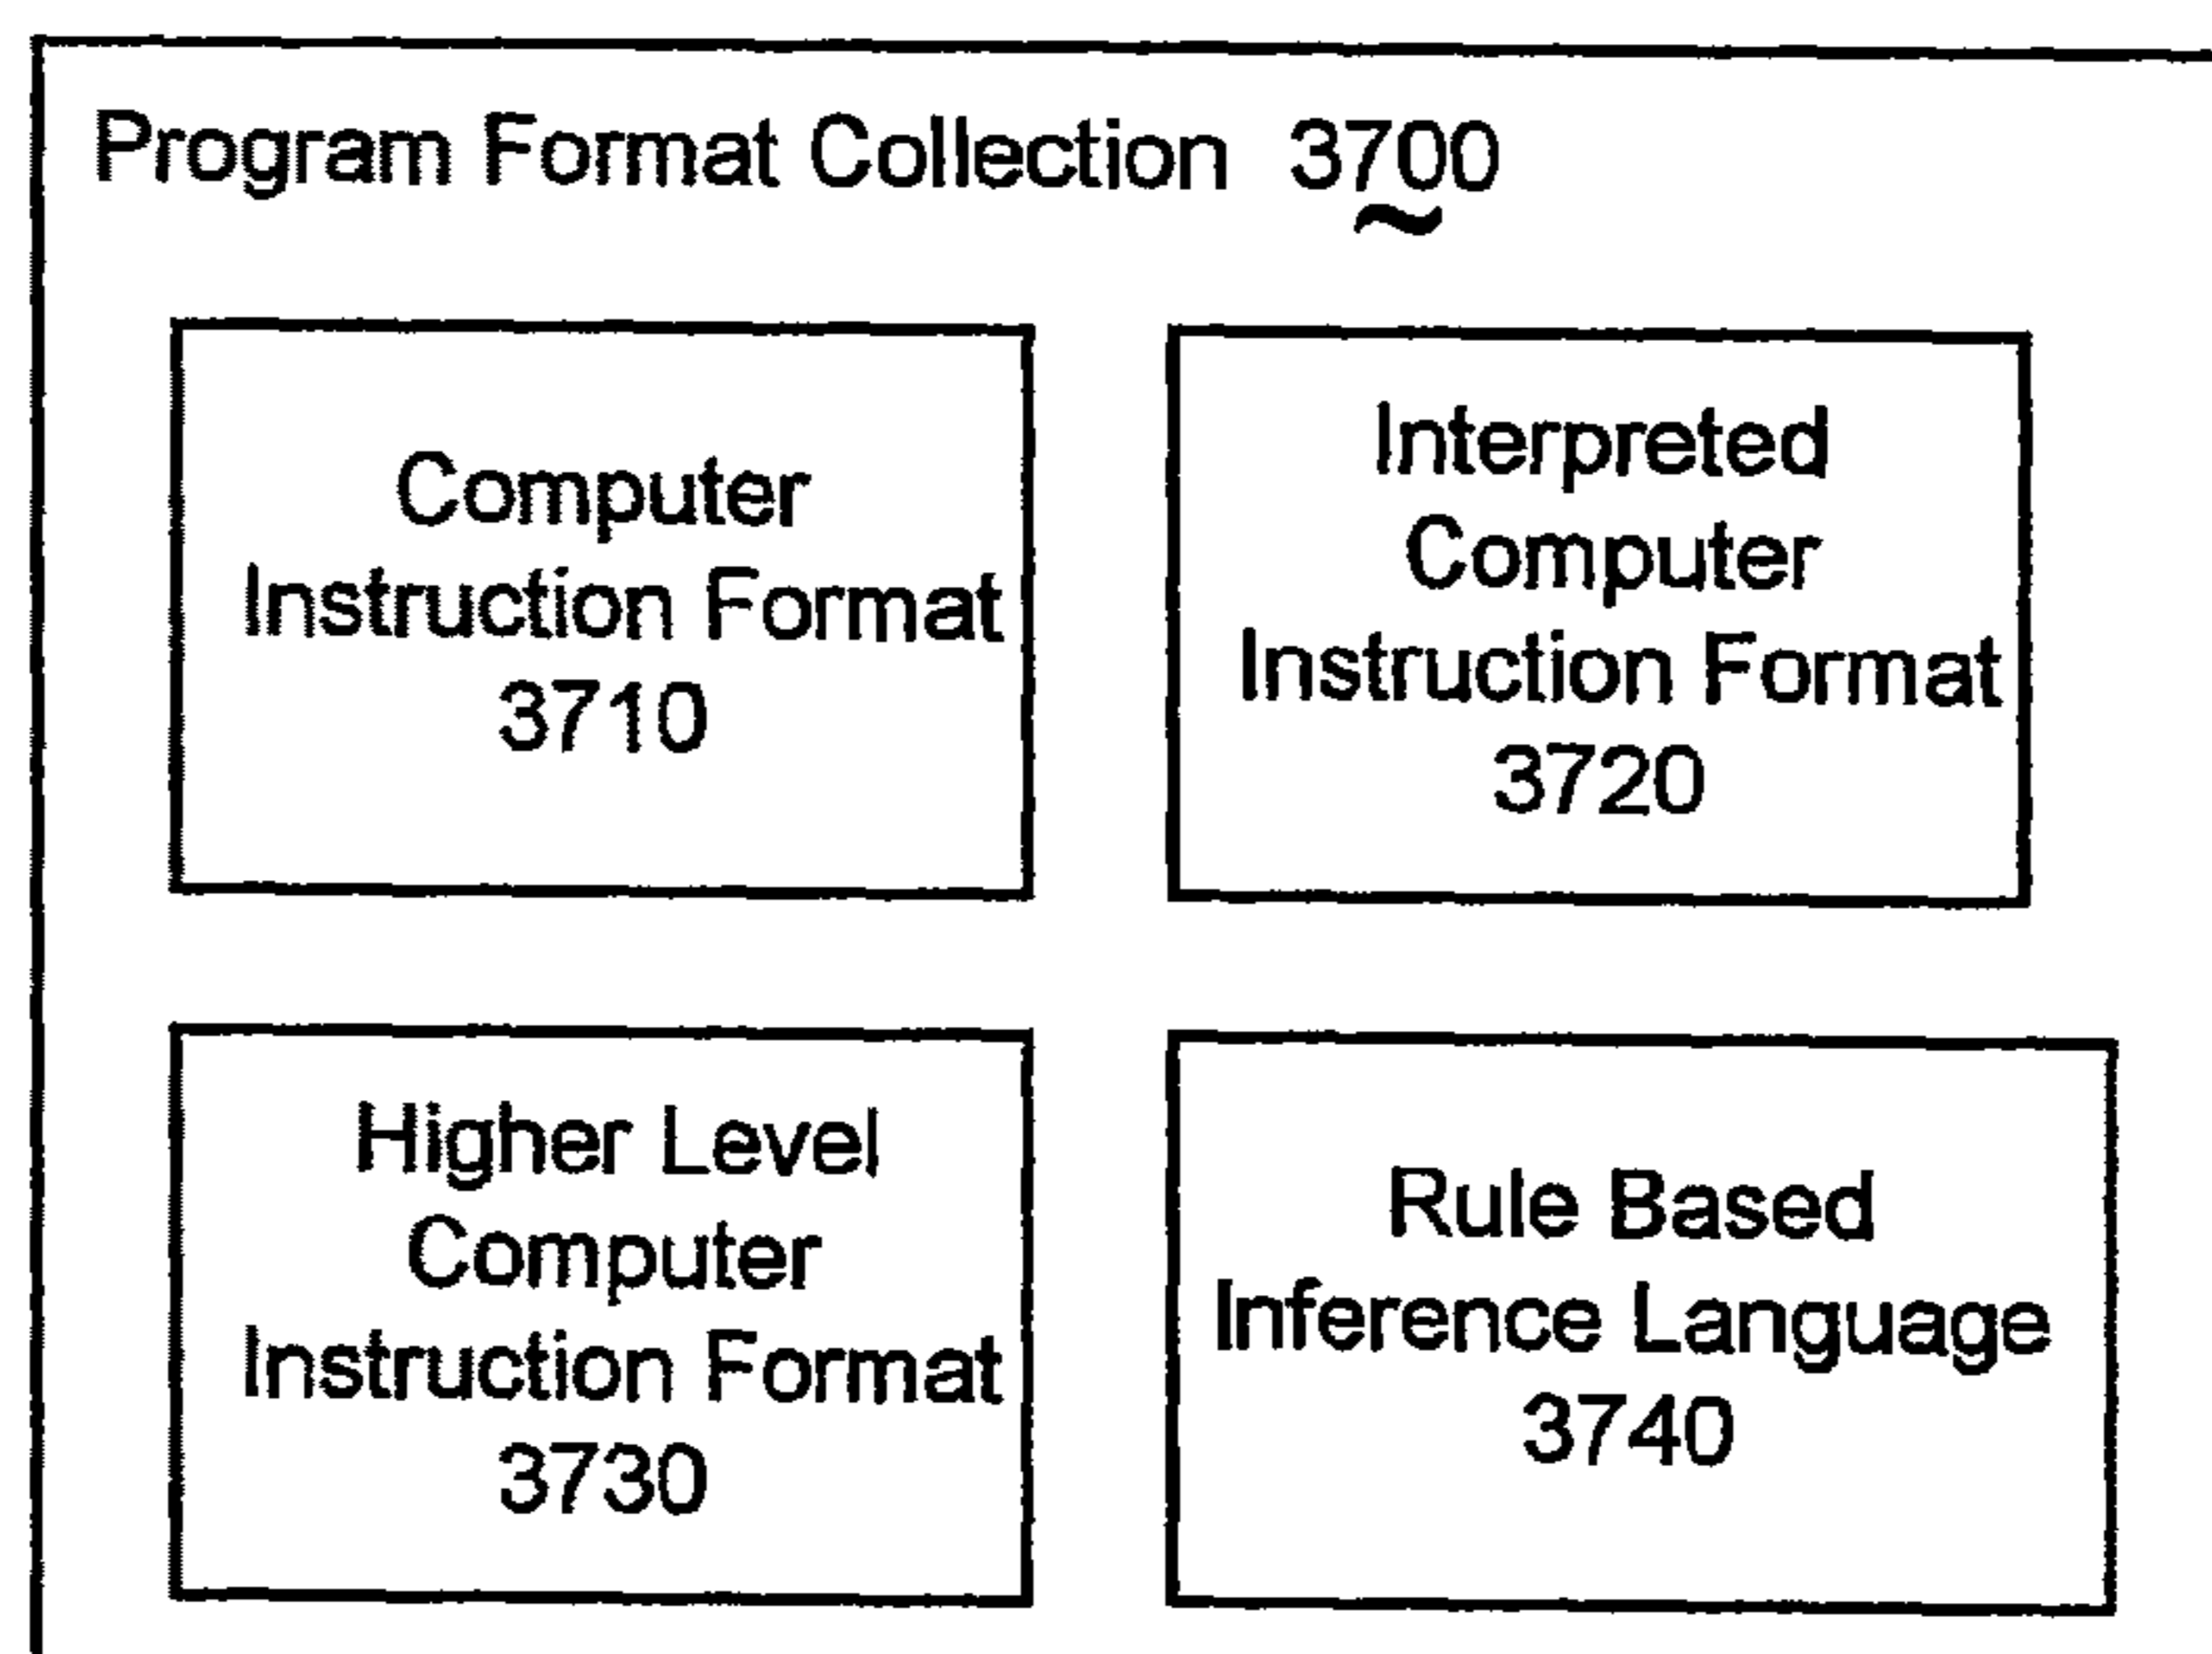 Program Format Collection 3700
Computer
Instruction Format
3710
Interpreted
Computer
Instruction Format
3720
Higher Level
Computer
Instruction Format
3730
Rule Based
Inference Language
3740